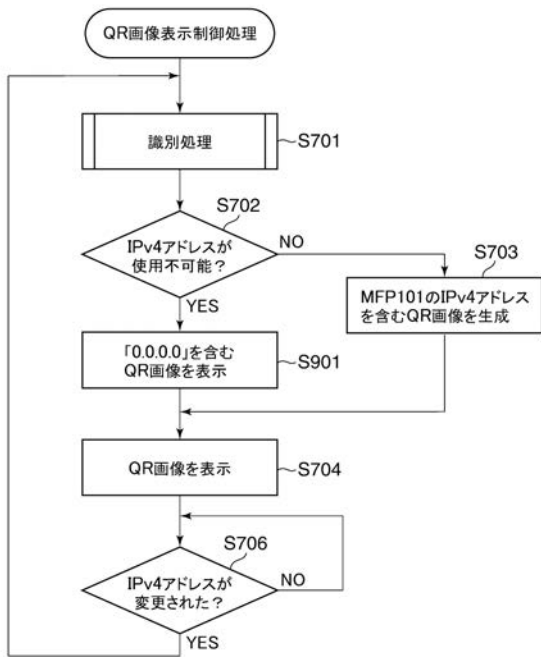 QR画像表示制御処理
識別処理
S701
S702
IPv4アドレスが
使用不可能？
NO
YES
S703
MFP101のIPv4アドレス
を含むQR画像を生成
「0.0.0.0」を含む
QR画像を表示
S901
QR画像を表示
S704
S706
IPv4アドレスが
変更された？
NO
YES